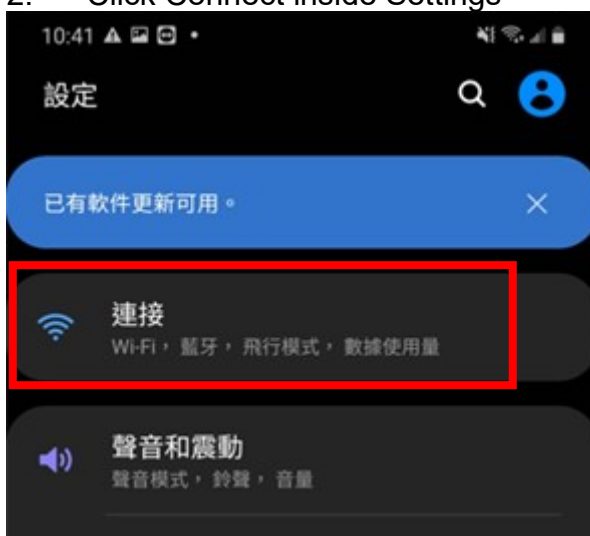 2. Click Connect inside Settings
10:41
設定
已有軟件更新可用。
連接
Wi-Fi， 藍牙， 飛行模式， 數據使用量
聲音和震動
聲音模式， 鈴聲， 音量